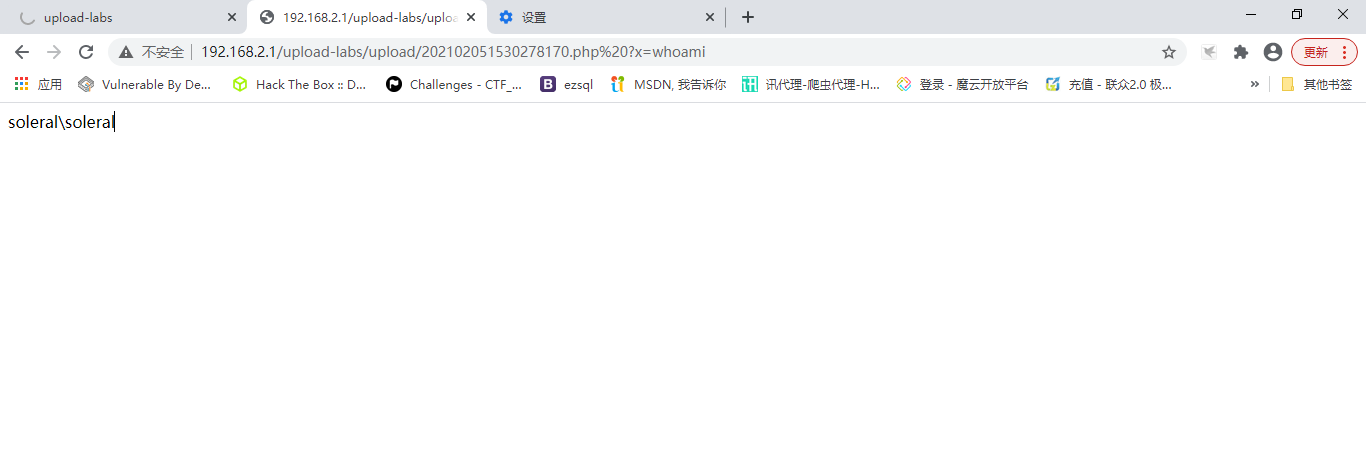 upload-labs
192.168.2.1/upload-labs/uploa
设置
不安全
192.168.2.1/upload-labs/upload/202102051530278170.php%20?x=whoami
更新
应用
Vulnerable By De...
Hack The Box :: D...
Challenges - CTF_...
ezsql
MSDN, 我告诉你
讯代理-爬虫代理-H...
登录 - 魔云开放平台
充值 - 联众2.0 极...
»
其他书签
soleral\soleral